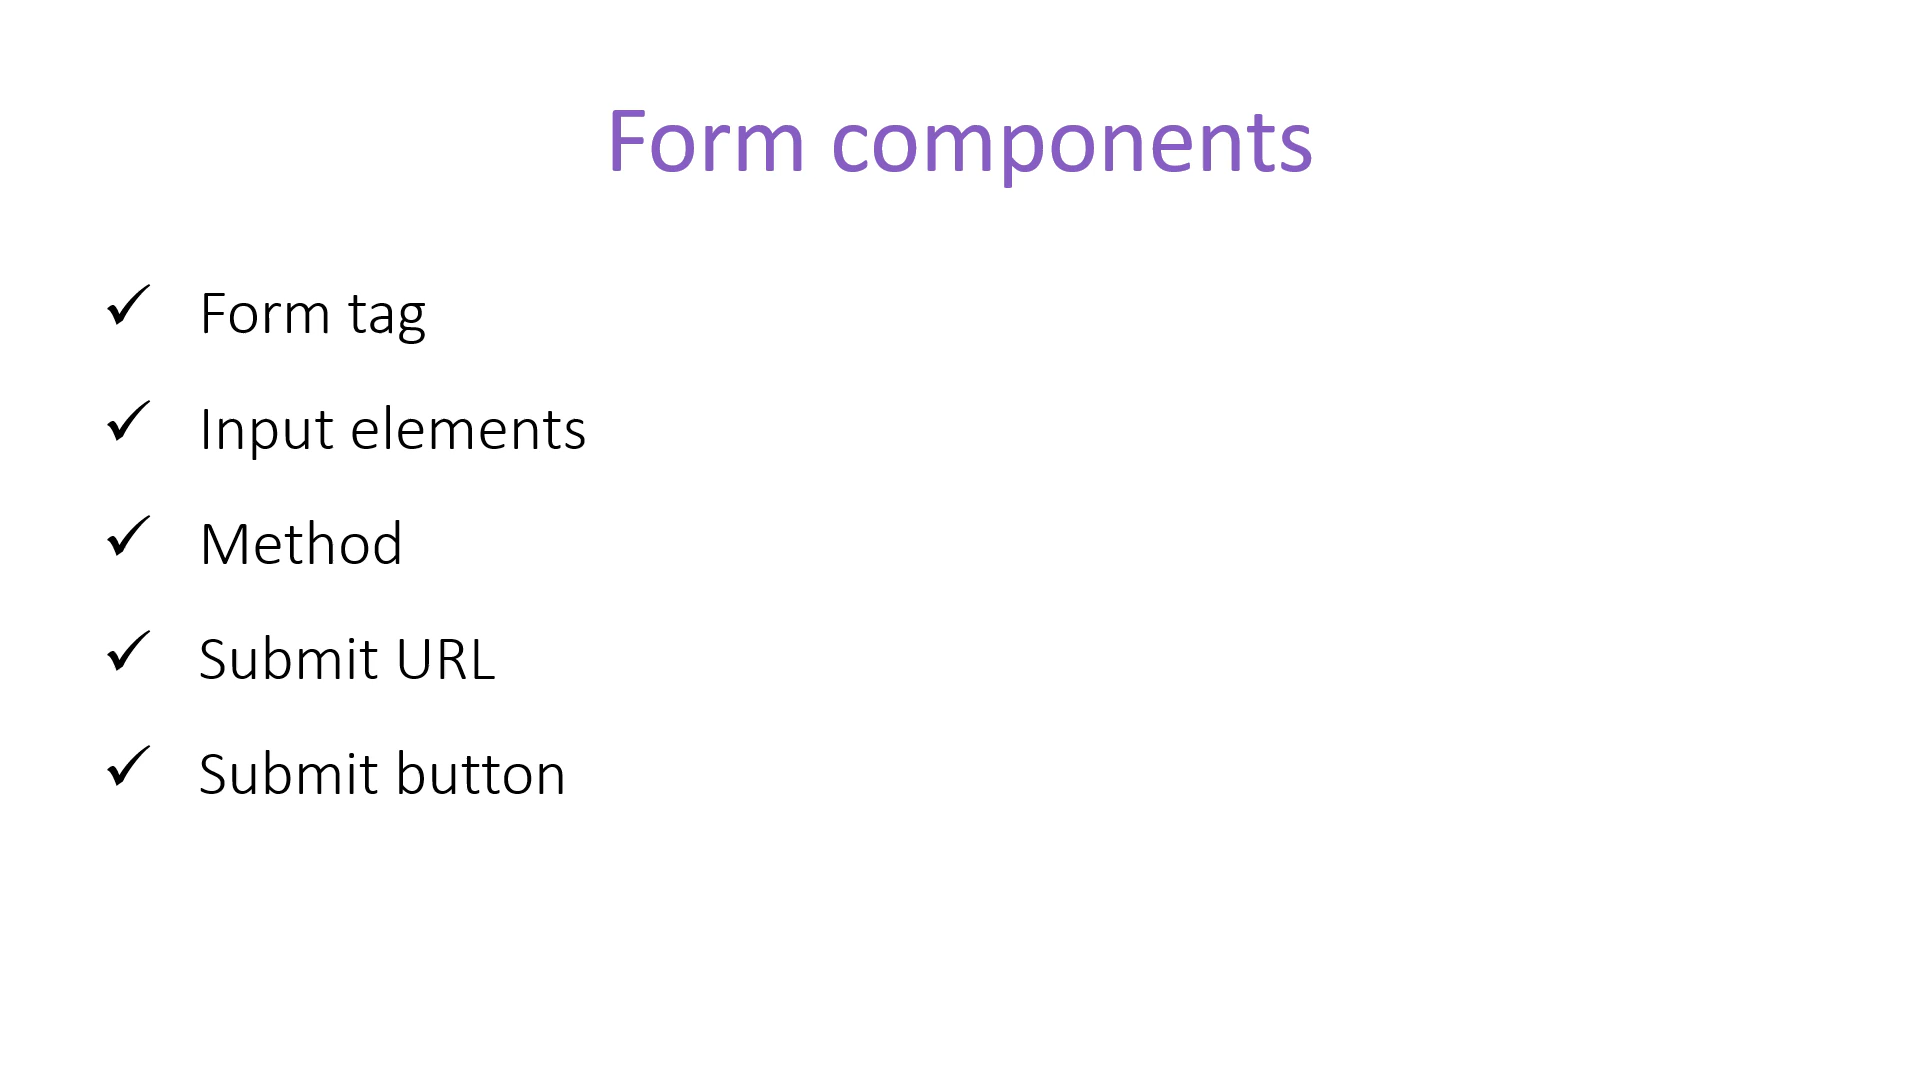 Form components
✓ Form tag
✓ Input elements
✓ Method
✓ Submit URL
✓ Submit button